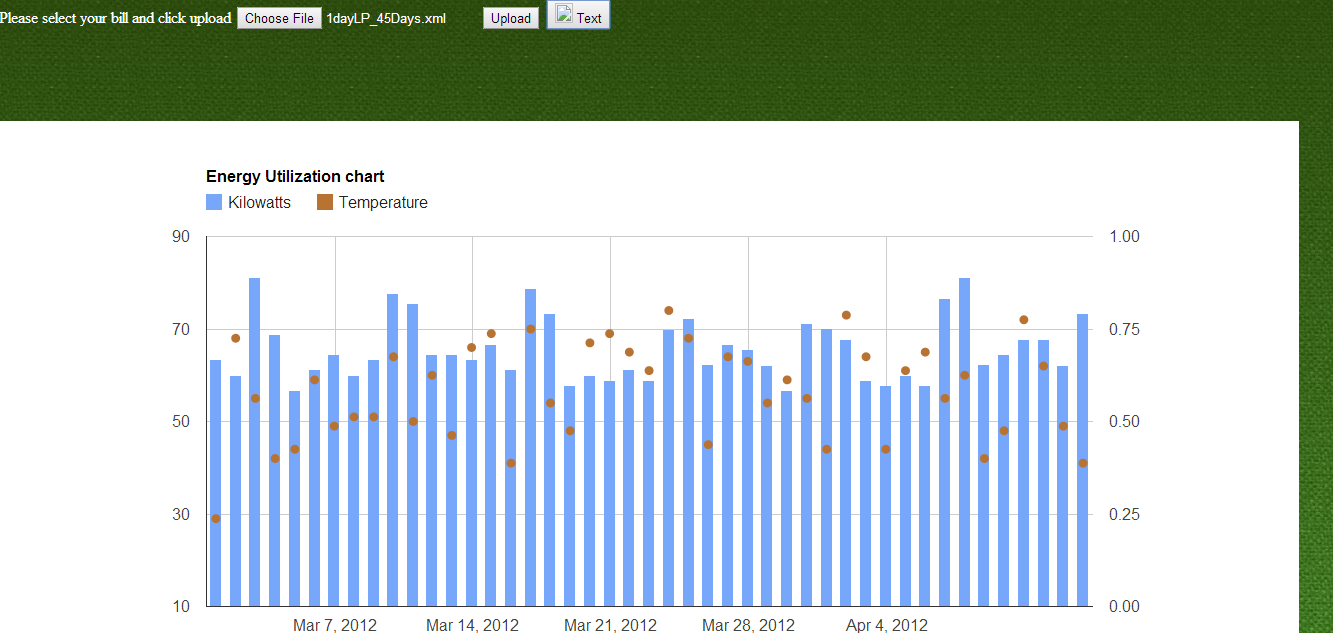 Please select your bill and click upload Choose File 1dayLP_45Days.xml Upload Text
Energy Utilization chart
Kilowatts Temperature
90 1.00
70 0.75
50 0.50
30 0.25
10 0.00
Mar 7, 2012 Mar 14, 2012 Mar 21, 2012 Mar 28, 2012 Apr 4, 2012